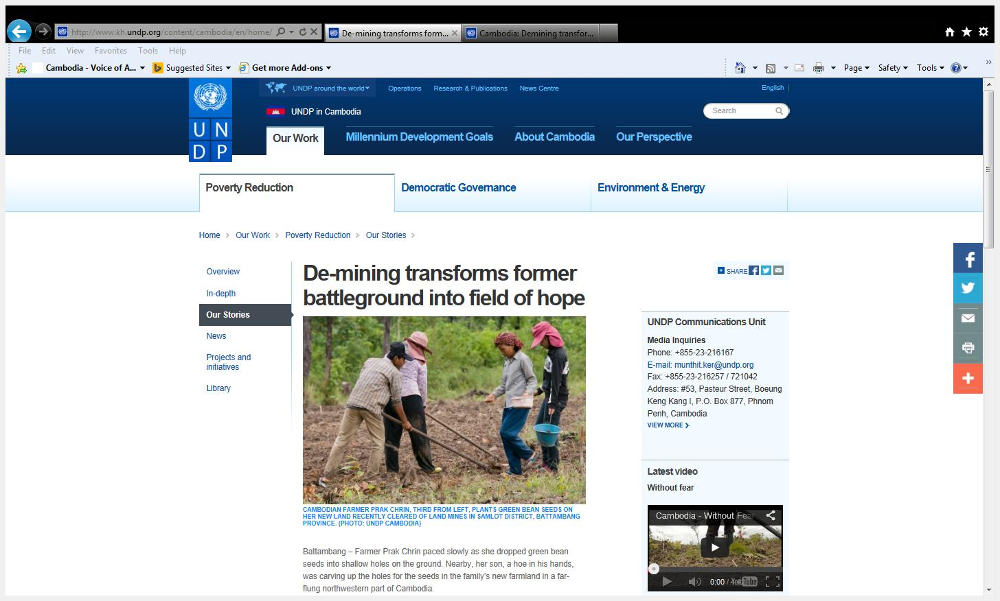 http://www.kh.undp.org/content/cambodia/en/home/
De-mining transforms form...
Cambodia: Demining transfor...
File Edit View Favorites Tools Help
Cambodia - Voice of A...
Suggested Sites
Get more Add-ons
Page Safety Tools
UN
DP
UNDP around the world
Operations
Research & Publications
News Centre
English
UNDP in Cambodia
Search
Our Work
Millennium Development Goals
About Cambodia
Our Perspective
Poverty Reduction
Democratic Governance
Environment & Energy
Home > Our Work > Poverty Reduction > Our Stories >
Overview
In-depth
Our Stories
News
Projects and
initiatives
Library
De-mining transforms former
battleground into field of hope
CAMBODIAN FARMER PRAK CHRIN, THIRD FROM LEFT, PLANTS GREEN BEAN SEEDS ON
HER NEW LAND RECENTLY CLEARED OF LAND MINES IN SAMLOT DISTRICT, BATTAMBANG
PROVINCE. (PHOTO: UNDP CAMBODIA)
Battambang – Farmer Prak Chrin paced slowly as she dropped green bean
seeds into shallow holes on the ground. Nearby, her son, a hoe in his hands,
was carving up the holes for the seeds in the family's new farmland in a far-
flung northwestern part of Cambodia.
SHARE
UNDP Communications Unit
Media Inquiries
Phone: +855-23-216167
E-mail: munthit.ker@undp.org
Fax: +855-23-216257 / 721042
Address: #53, Pasteur Street, Boeung
Keng Kang I, P.O. Box 877, Phnom
Penh, Cambodia
VIEW MORE
Latest video
Without fear
Cambodia - Without Fear
0:00 /